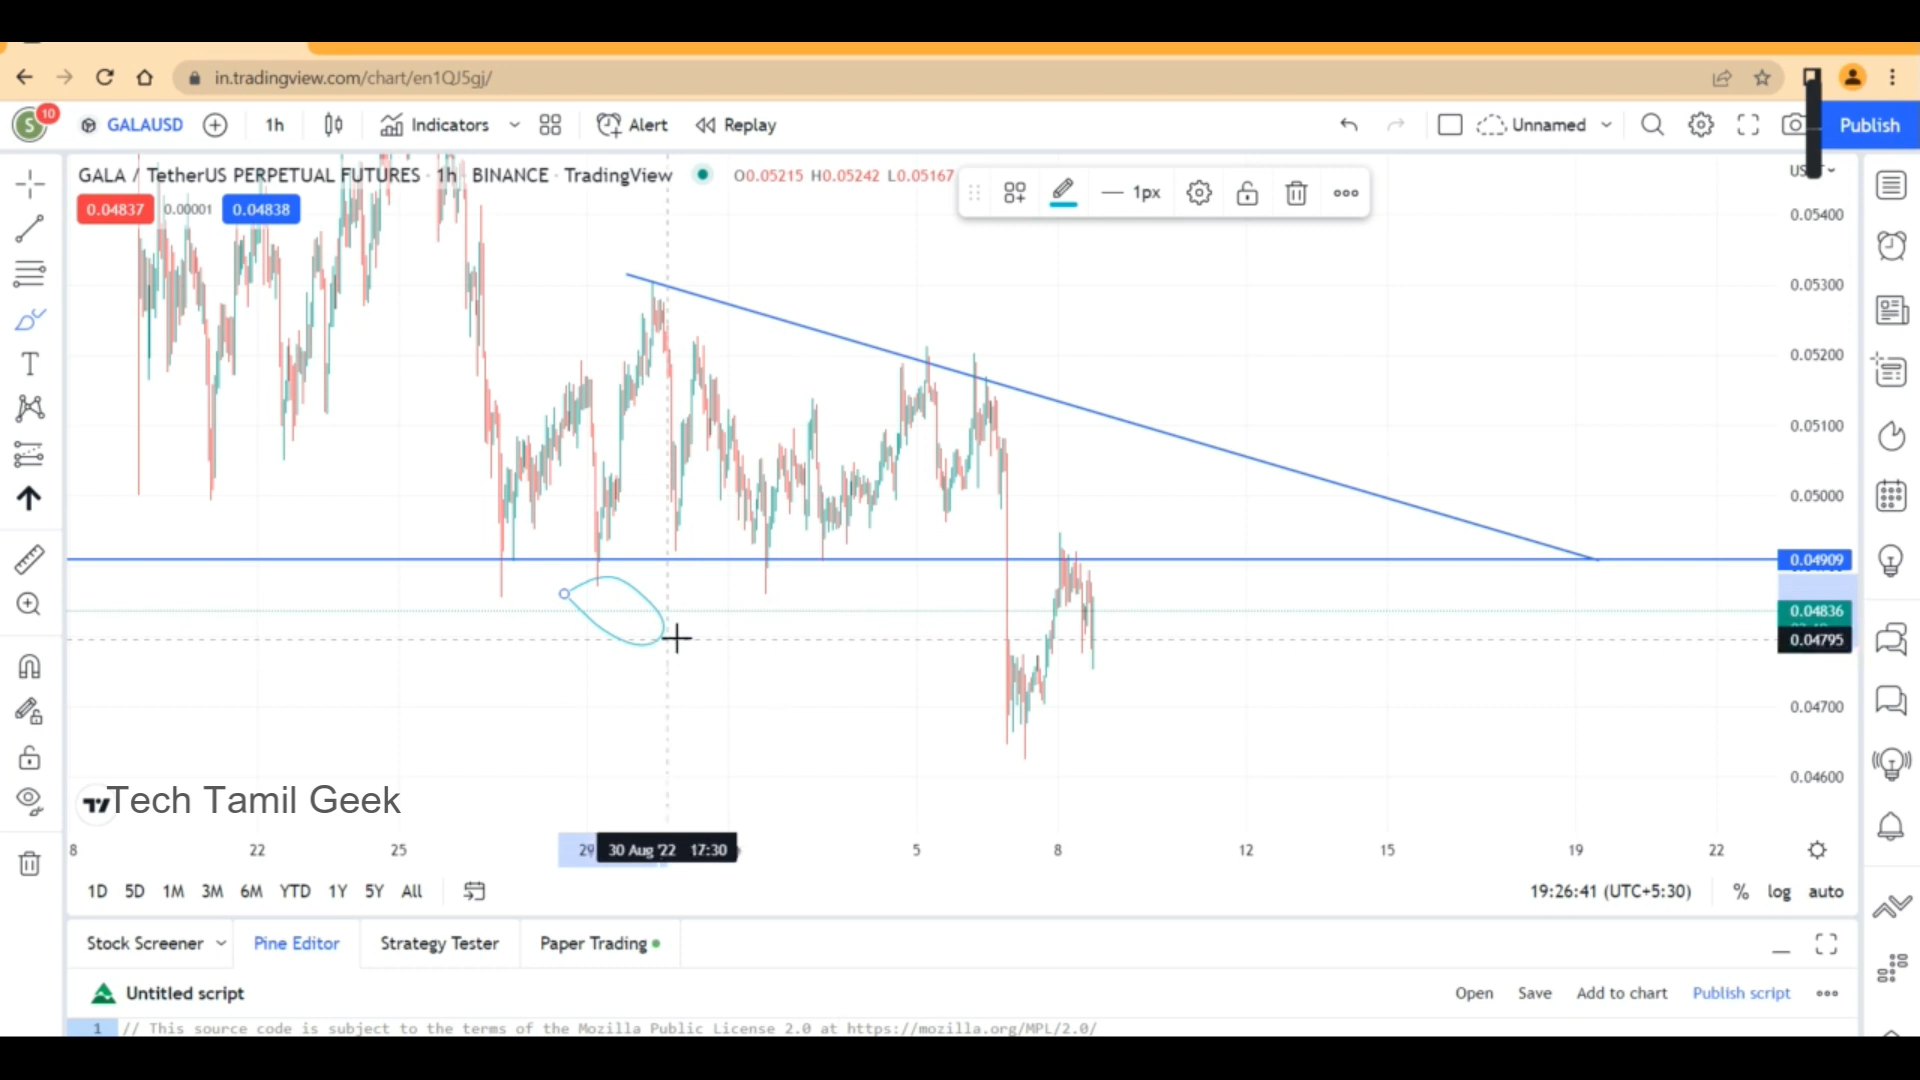 in.tradingview.com/chart/en1QJ5gj/
S 10 GALAUSD 1h Indicators Alert Replay Unnamed Publish
GALA / TetherUS PERPETUAL FUTURES · 1h · BINANCE · TradingView O0.05215 H0.05242 L0.05167
1px
0.04837 0.00001 0.04838
0.05400
0.05300
0.05200
0.05100
0.05000
0.04909
0.04836
0.04795
0.04700
0.04600
Tech Tamil Geek
8 22 25 29 30 Aug '22 17:30 5 8 12 15 19 22
1D 5D 1M 3M 6M YTD 1Y 5Y All 19:26:41 (UTC+5:30) % log auto
Stock Screener Pine Editor Strategy Tester Paper Trading
Untitled script Open Save Add to chart Publish script
1 // This source code is subject to the terms of the Mozilla Public License 2.0 at https://mozilla.org/MPL/2.0/